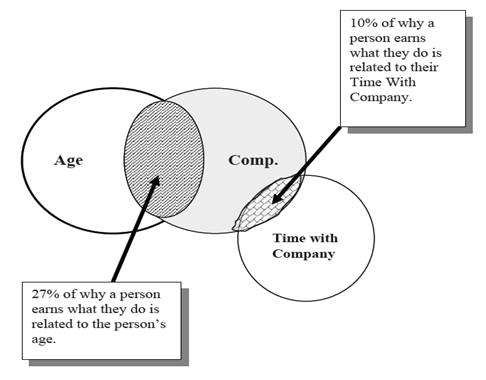 10% of why a
person earns
what they do is
related to their
Time With
Company.
Age
Comp.
Time with
Company
27% of why a person
earns what they do is
related to the person's
age.